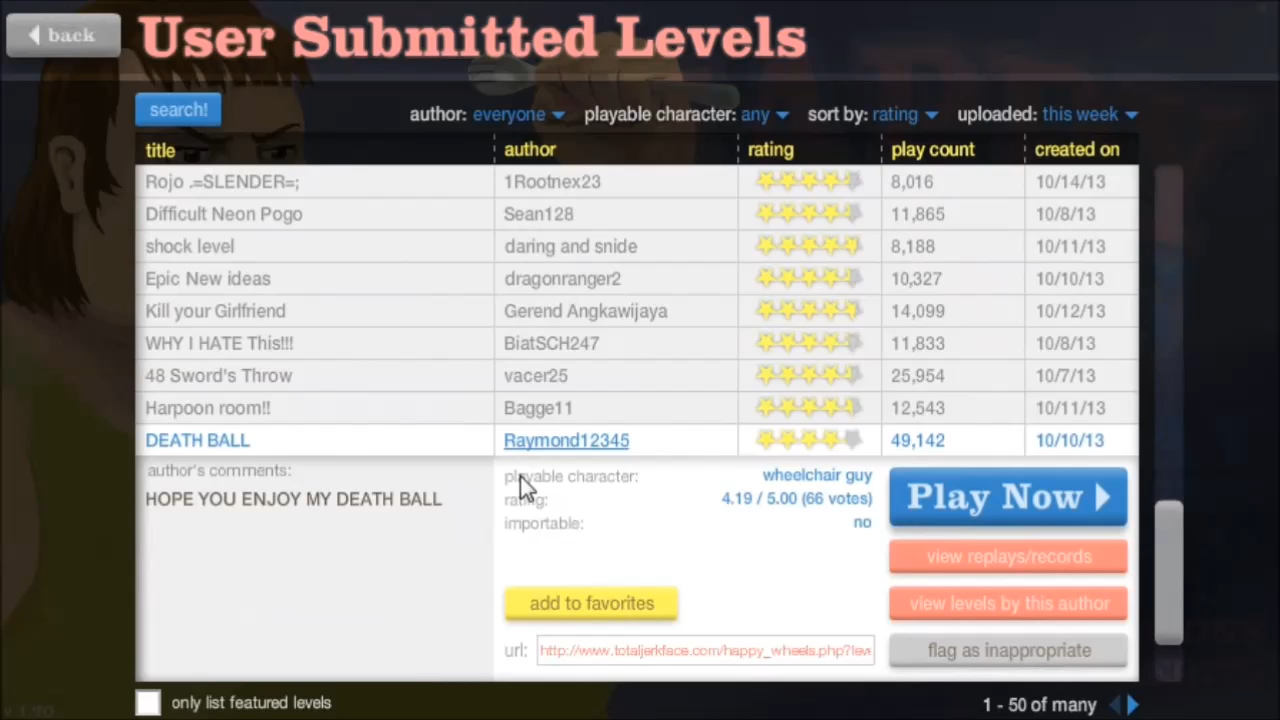 back
User Submitted Levels
search!
author: everyone playable character: any sort by: rating uploaded: this week
title author rating play count created on
Rojo .=SLENDER=; 1Rootnex23 8,016 10/14/13
Difficult Neon Pogo Sean128 11,865 10/8/13
shock level daring and snide 8,188 10/11/13
Epic New ideas dragonranger2 10,327 10/10/13
Kill your Girlfriend Gerend Angkawijaya 14,099 10/12/13
WHY I HATE This!!! BiatSCH247 11,833 10/8/13
48 Sword's Throw vacer25 25,954 10/7/13
Harpoon room!! Bagge11 12,543 10/11/13
DEATH BALL Raymond12345 49,142 10/10/13
author's comments:
HOPE YOU ENJOY MY DEATH BALL
playable character: wheelchair guy
rating: 4.19 / 5.00 (66 votes)
importable: no
add to favorites
url: http://www.totaljerkface.com/happy_wheels.php?leve
Play Now
view replays/records
view levels by this author
flag as inappropriate
only list featured levels
1 - 50 of many